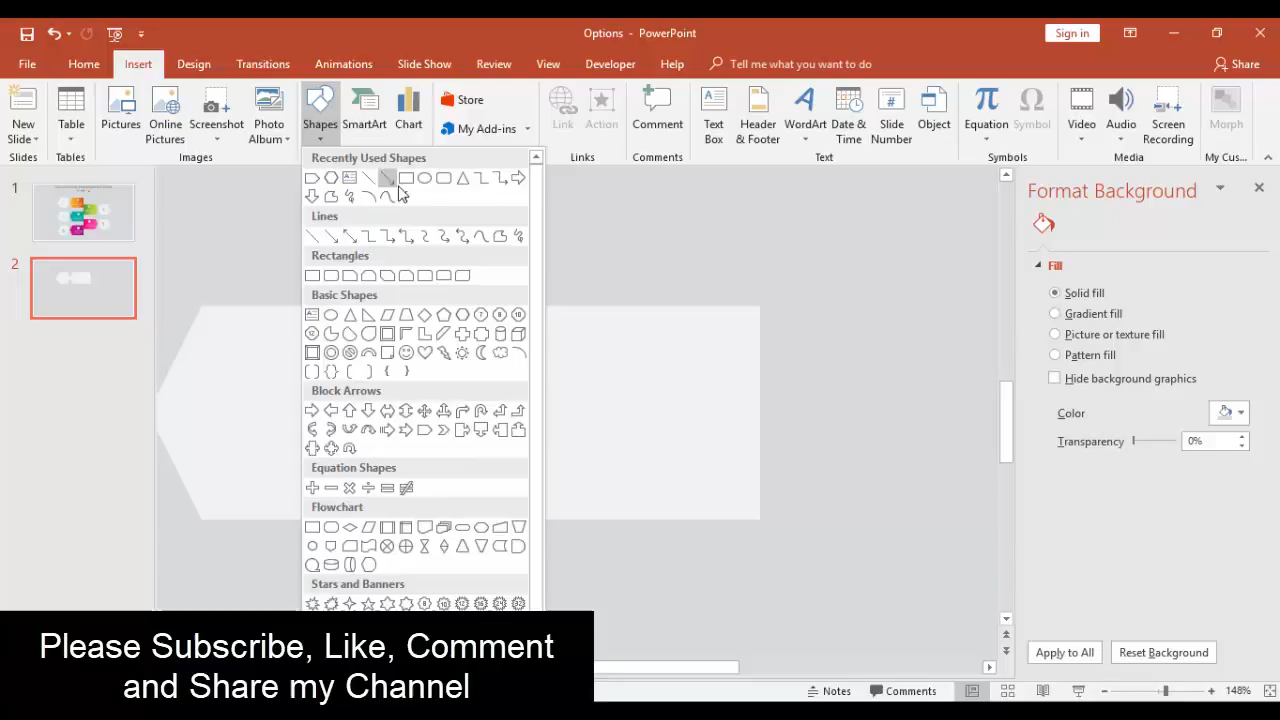 Options - PowerPoint
Sign in
File Home Insert Design Transitions Animations Slide Show Review View Developer Help Tell me what you want to do Share
New Slide
Table
Pictures
Online Pictures
Screenshot
Photo Album
Shapes
SmartArt
Chart
Store
My Add-ins
Link
Action
Comment
Text Box
Header & Footer
WordArt
Date & Time
Slide Number
Object
Equation
Symbol
Video
Audio
Screen Recording
Morph
Slides Tables Images Links Comments Text Symbols Media My Cus...
Recently Used Shapes
Lines
Rectangles
Basic Shapes
Block Arrows
Equation Shapes
Flowchart
Stars and Banners
1
2
Format Background
Fill
Solid fill
Gradient fill
Picture or texture fill
Pattern fill
Hide background graphics
Color
Transparency 0%
Apply to All Reset Background
Please Subscribe, Like, Comment
and Share my Channel
Notes Comments 148%